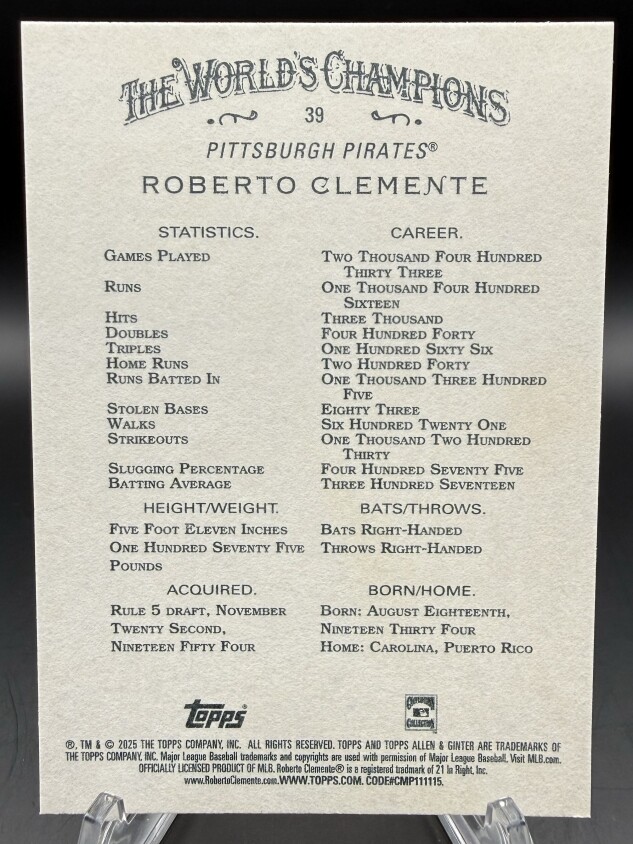 THE WORLD'S CHAMPIONS
39
PITTSBURGH PIRATES®
ROBERTO CLEMENTE
STATISTICS. CAREER.
GAMES PLAYED TWO THOUSAND FOUR HUNDRED
THIRTY THREE
RUNS ONE THOUSAND FOUR HUNDRED
SIXTEEN
HITS THREE THOUSAND
DOUBLES FOUR HUNDRED FORTY
TRIPLES ONE HUNDRED SIXTY SIX
HOME RUNS TWO HUNDRED FORTY
RUNS BATTED IN ONE THOUSAND THREE HUNDRED
FIVE
STOLEN BASES EIGHTY THREE
WALKS SIX HUNDRED TWENTY ONE
STRIKEOUTS ONE THOUSAND TWO HUNDRED
THIRTY
SLUGGING PERCENTAGE FOUR HUNDRED SEVENTY FIVE
BATTING AVERAGE THREE HUNDRED SEVENTEEN
HEIGHT/WEIGHT. BATS/THROWS.
FIVE FOOT ELEVEN INCHES BATS RIGHT-HANDED
ONE HUNDRED SEVENTY FIVE THROWS RIGHT-HANDED
POUNDS
ACQUIRED. BORN/HOME.
RULE 5 DRAFT, NOVEMBER BORN: AUGUST EIGHTEENTH,
TWENTY SECOND, NINETEEN THIRTY FOUR
NINETEEN FIFTY FOUR HOME: CAROLINA, PUERTO RICO
topps® COOPERSTOWN COLLECTION
®, TM & © 2025 THE TOPPS COMPANY, INC. ALL RIGHTS RESERVED. TOPPS AND TOPPS ALLEN & GINTER ARE TRADEMARKS OF
THE TOPPS COMPANY, INC. Major League Baseball trademarks and copyrights are used with permission of Major League Baseball. Visit MLB.com.
OFFICIALLY LICENSED PRODUCT OF MLB. Roberto Clemente® is a registered trademark of 21 In Right, Inc.
www.RobertoClemente.com.WWW.TOPPS.COM. CODE#CMP111115.